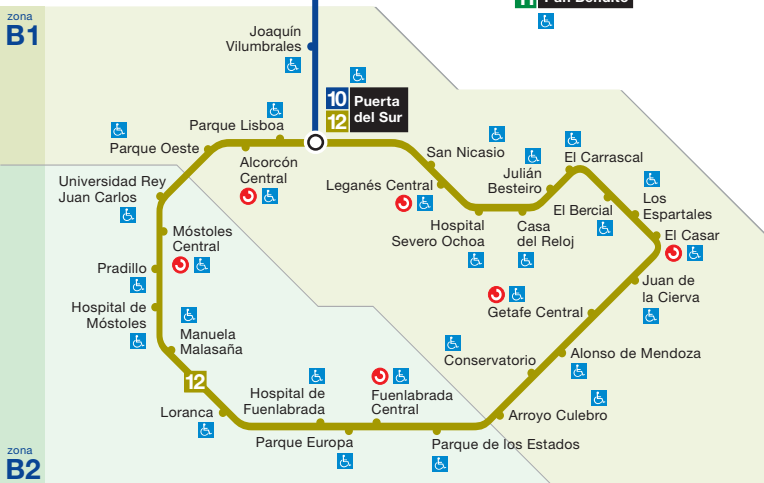 zona
B1
11
Pan Bendito
Joaquín
Vilumbrales
10
12
Puerta
del Sur
Parque Lisboa
Parque Oeste
Alcorcón
Central
San Nicasio
Leganés Central
Hospital
Severo Ochoa
Casa
del Reloj
Julián
Besteiro
El Carrascal
El Bercial
Los
Espartales
El Casar
Juan de
la Cierva
Getafe Central
Alonso de Mendoza
Conservatorio
Arroyo Culebro
Parque de los Estados
Fuenlabrada
Central
Parque Europa
Hospital de
Fuenlabrada
Loranca
12
Manuela
Malasaña
Hospital de
Móstoles
Pradillo
Móstoles
Central
Universidad Rey
Juan Carlos
zona
B2